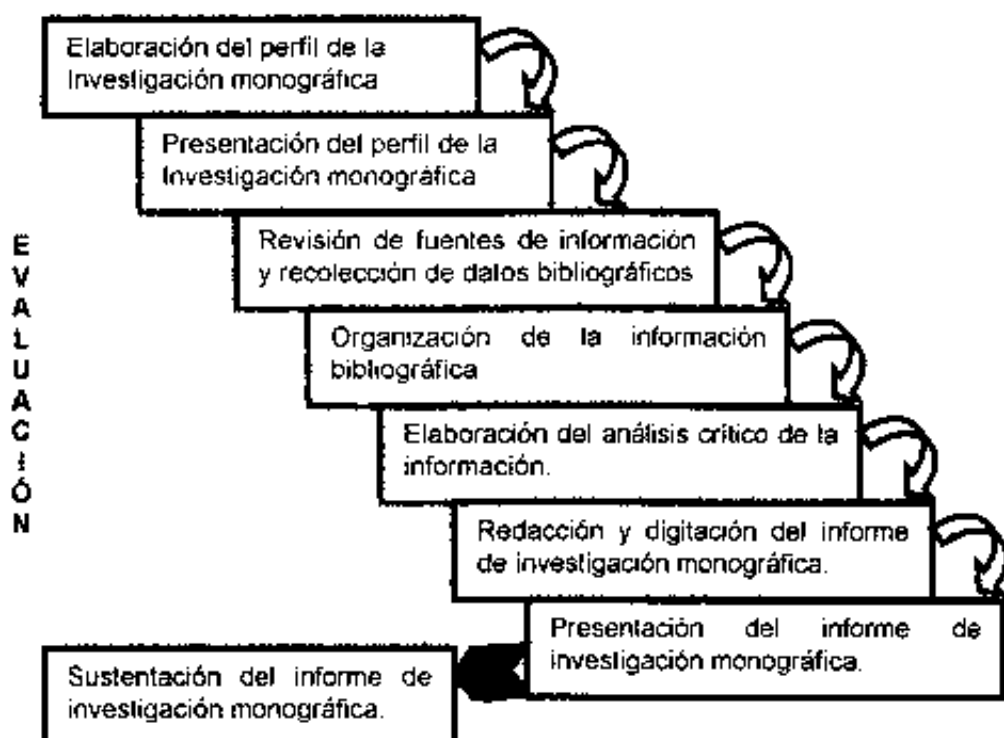 Elaboración del perfil de la
Investigación monográfica
Presentación del perfil de la
Investigación monográfica
Revisión de fuentes de información
y recolección de datos bibliográficos
Organización de la información
bibliográfica
Elaboración del análisis crítico de la
información.
Redacción y digitación del informe
de investigación monográfica.
Presentación del informe de
investigación monográfica.
Sustentación del informe de
investigación monográfica.
EVALUACIÓN